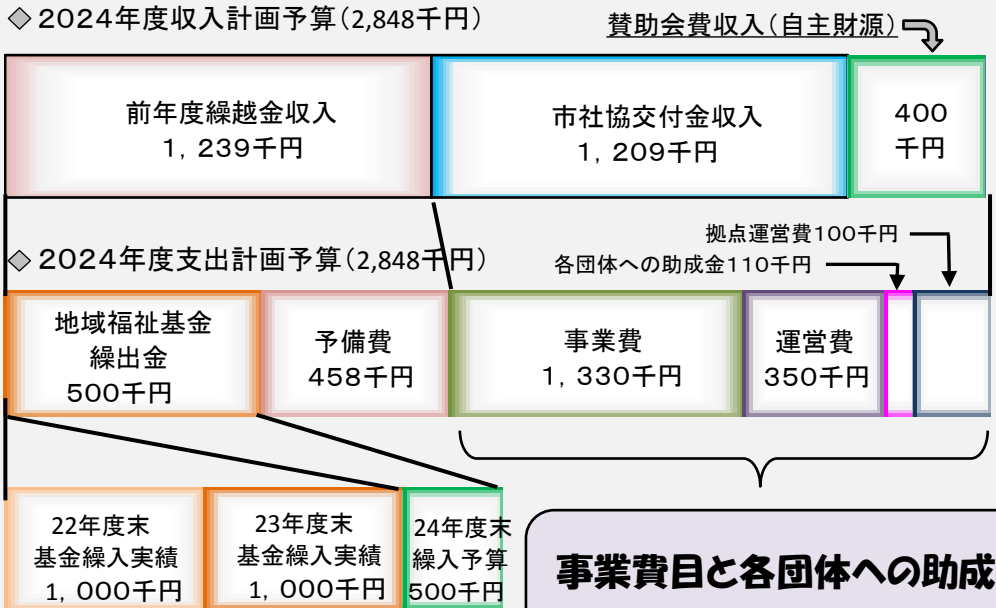 ◇ 2024年度収入計画予算(2,848千円)
賛助会費収入(自主財源)
前年度繰越金収入
1,239千円
市社協交付金収入
1,209千円
400
千円
◇ 2024年度支出計画予算(2,848千円)
拠点運営費100千円
各団体への助成金110千円
地域福祉基金
繰出金
500千円
予備費
458千円
事業費
1,330千円
運営費
350千円
22年度末
基金繰入実績
1,000千円
23年度末
基金繰入実績
1,000千円
24年度末
繰入予算
500千円
事業費目と各団体への助成